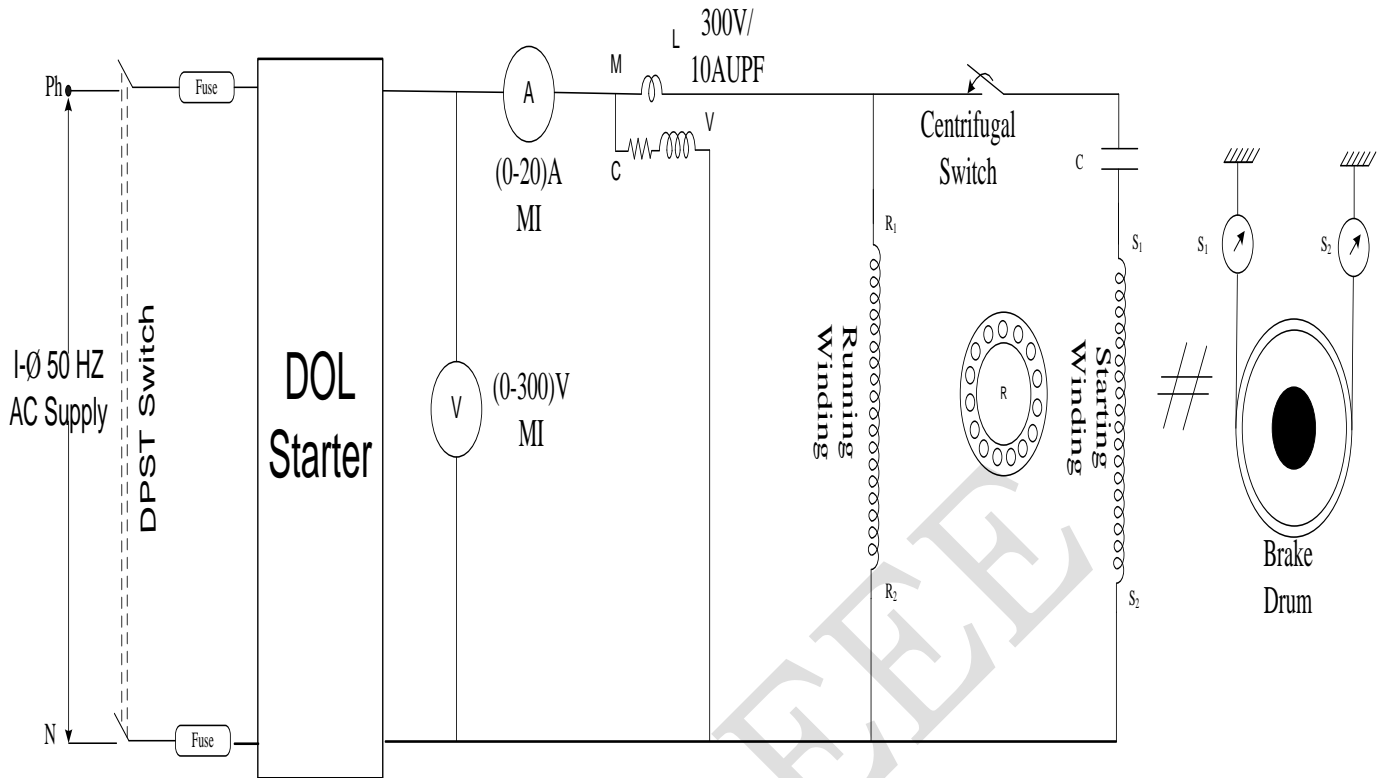 Ph
Fuse
DOL
Starter
I-Ø 50 HZ
AC Supply
DPST Switch
N
Fuse
A
(0-20)A
MI
V
(0-300)V
MI
M
L
300V/
10AUPF
C
V
Centrifugal
Switch
R1
Running
Winding
R2
R
C
S1
Starting
Winding
S2
S1
S2
Brake
Drum
EEE